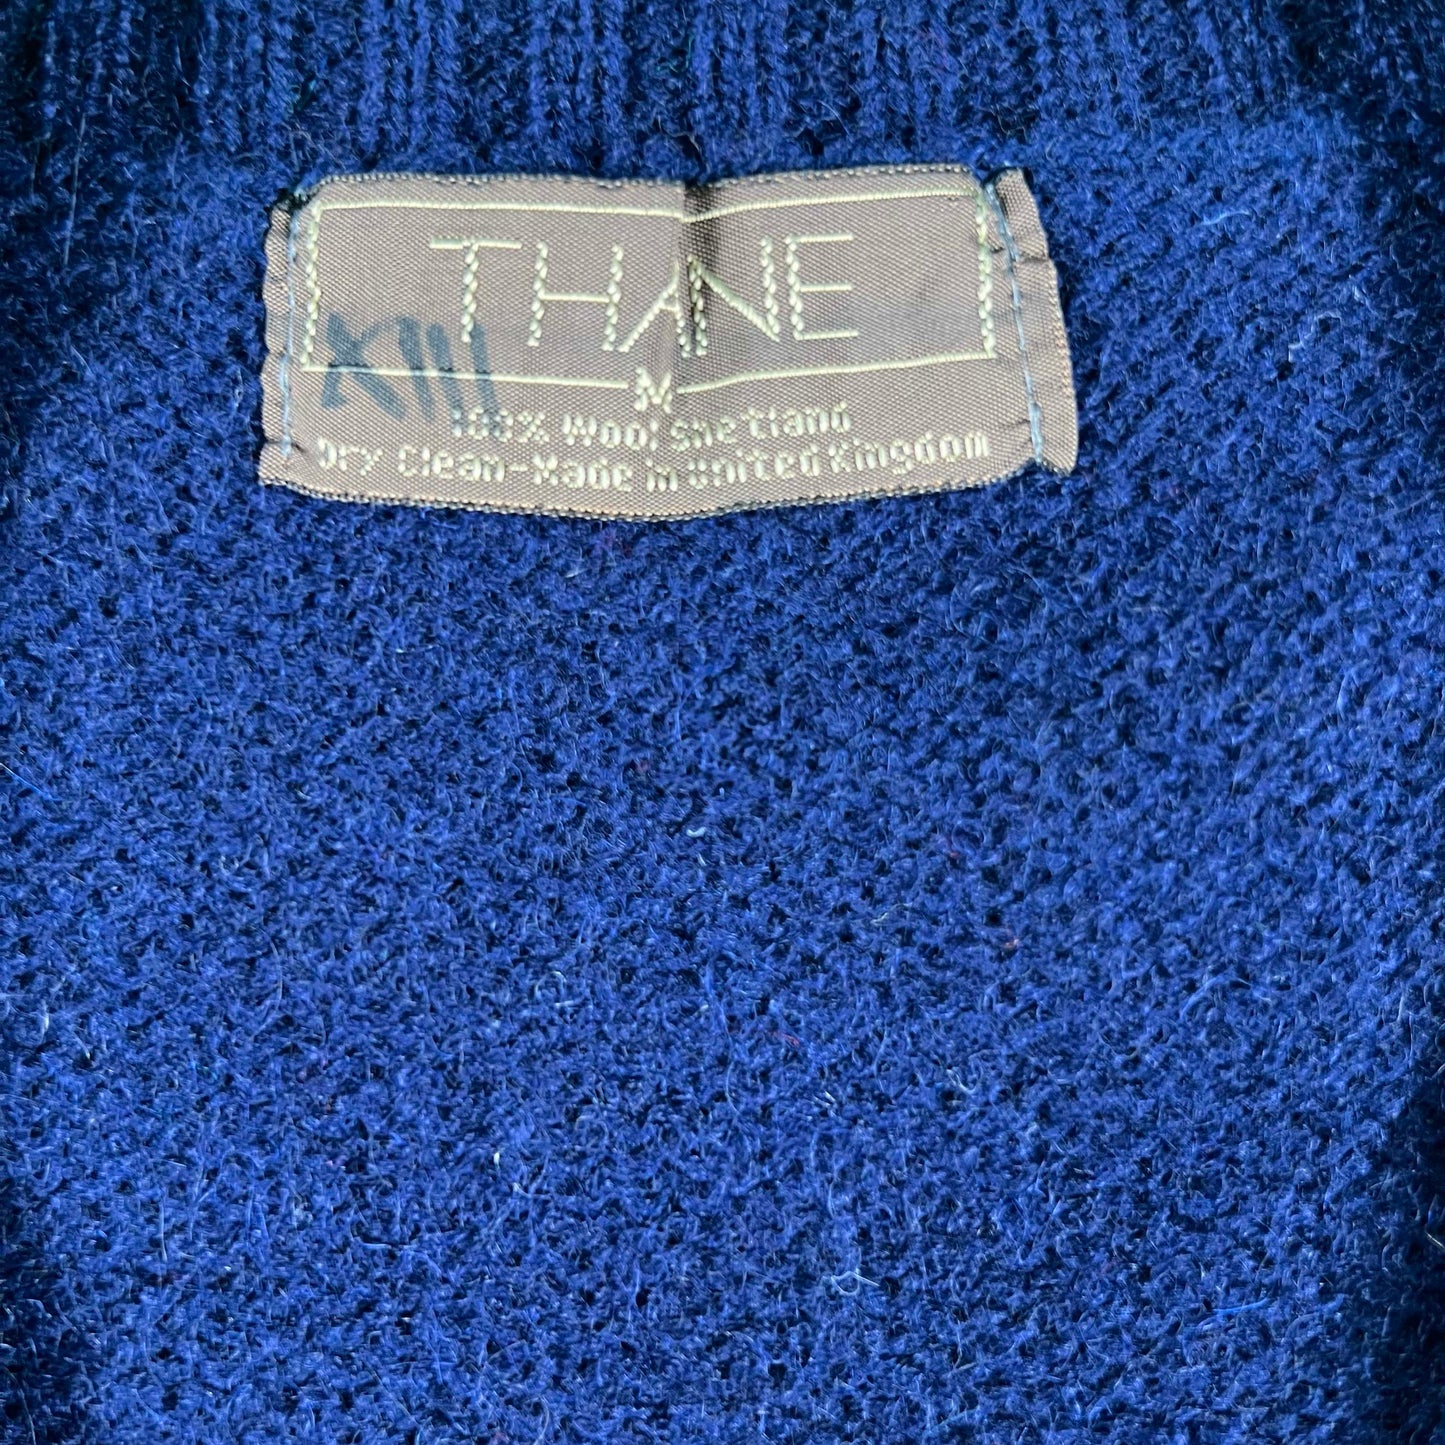 THANE
XIII
M
100% Wool Shetland
Dry Clean-Made in United Kingdom